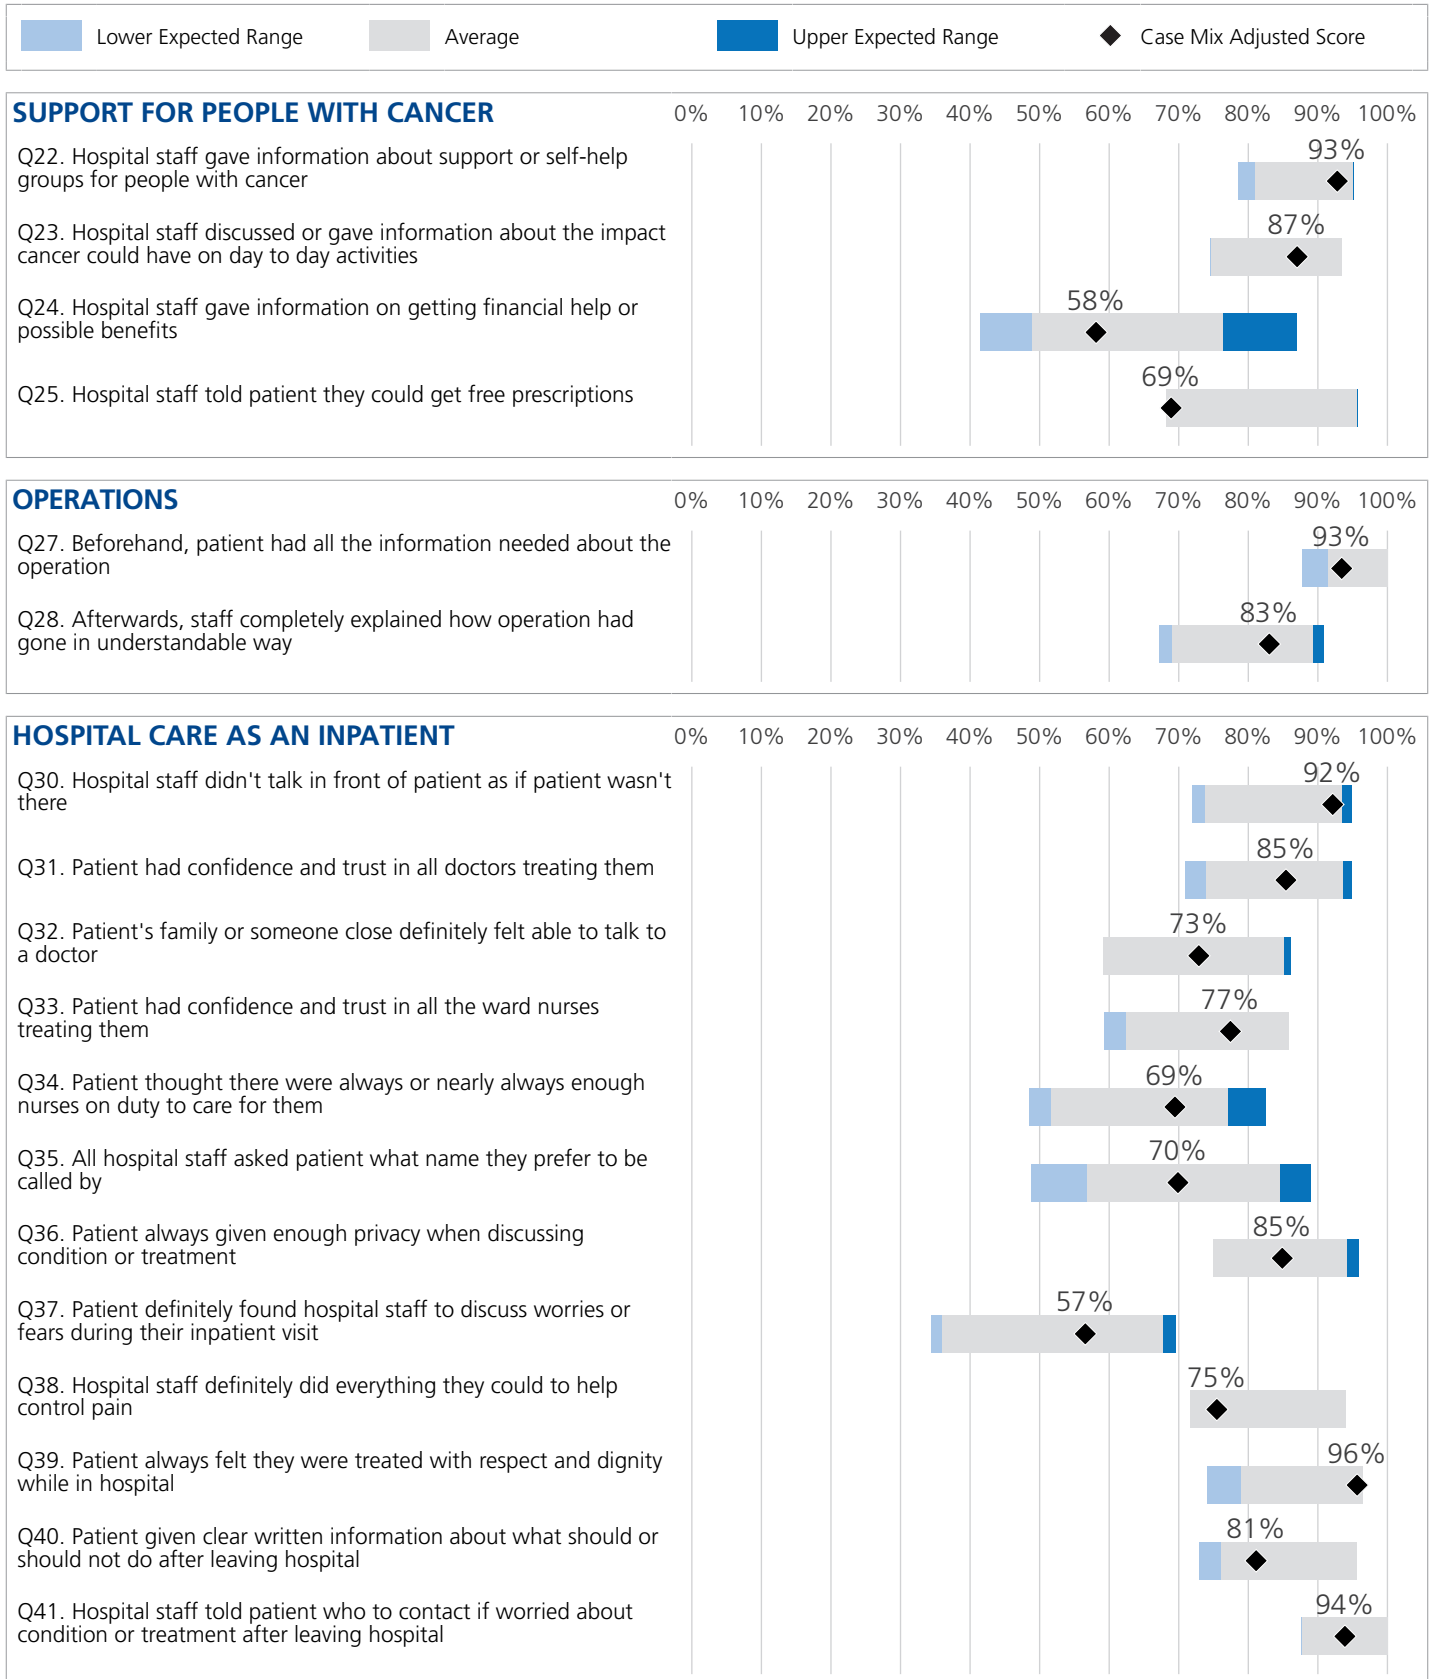 Lower Expected Range Average Upper Expected Range Case Mix Adjusted Score
SUPPORT FOR PEOPLE WITH CANCER 0% 10% 20% 30% 40% 50% 60% 70% 80% 90% 100%
Q22. Hospital staff gave information about support or self-help
groups for people with cancer
93%
Q23. Hospital staff discussed or gave information about the impact
cancer could have on day to day activities
87%
Q24. Hospital staff gave information on getting financial help or
possible benefits
58%
Q25. Hospital staff told patient they could get free prescriptions
69%
OPERATIONS 0% 10% 20% 30% 40% 50% 60% 70% 80% 90% 100%
Q27. Beforehand, patient had all the information needed about the
operation
93%
Q28. Afterwards, staff completely explained how operation had
gone in understandable way
83%
HOSPITAL CARE AS AN INPATIENT 0% 10% 20% 30% 40% 50% 60% 70% 80% 90% 100%
Q30. Hospital staff didn't talk in front of patient as if patient wasn't
there
92%
Q31. Patient had confidence and trust in all doctors treating them
85%
Q32. Patient's family or someone close definitely felt able to talk to
a doctor
73%
Q33. Patient had confidence and trust in all the ward nurses
treating them
77%
Q34. Patient thought there were always or nearly always enough
nurses on duty to care for them
69%
Q35. All hospital staff asked patient what name they prefer to be
called by
70%
Q36. Patient always given enough privacy when discussing
condition or treatment
85%
Q37. Patient definitely found hospital staff to discuss worries or
fears during their inpatient visit
57%
Q38. Hospital staff definitely did everything they could to help
control pain
75%
Q39. Patient always felt they were treated with respect and dignity
while in hospital
96%
Q40. Patient given clear written information about what should or
should not do after leaving hospital
81%
Q41. Hospital staff told patient who to contact if worried about
condition or treatment after leaving hospital
94%